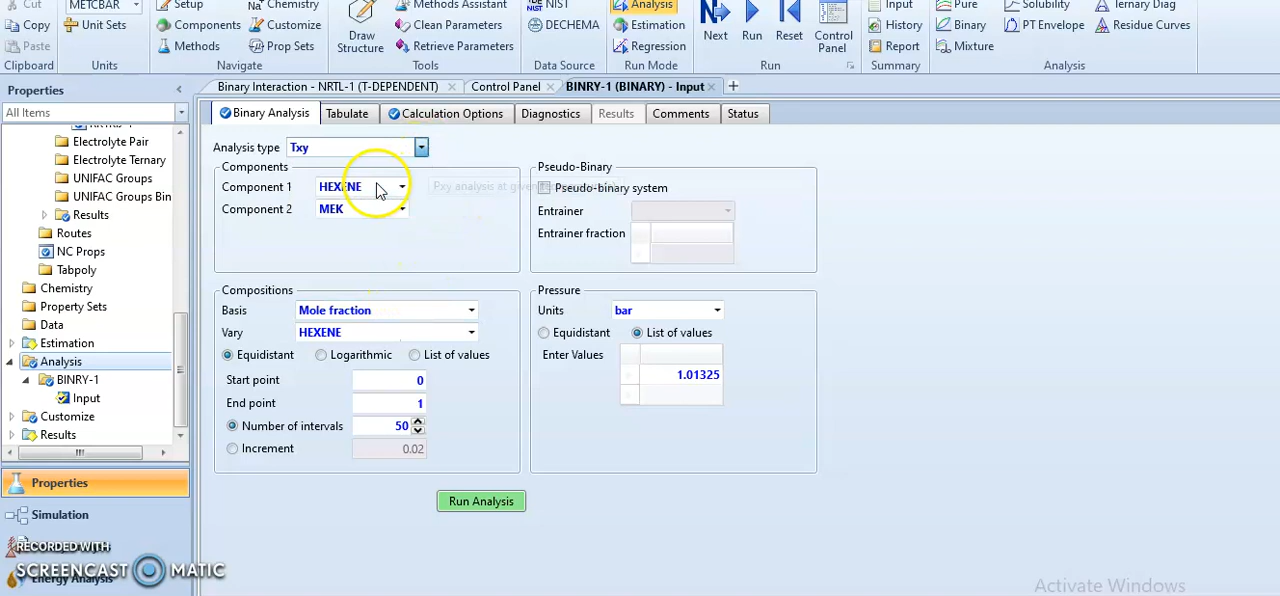 Cut METCBAR Setup Chemistry Methods Assistant NIST Analysis Input Pure Solubility Ternary Diag
Copy Unit Sets Components Customize Draw Structure Clean Parameters DECHEMA Estimation Next Run Reset Control Panel History Binary PT Envelope Residue Curves
Paste Methods Prop Sets Retrieve Parameters Regression Report Mixture
Clipboard Units Navigate Tools Data Source Run Mode Run Summary Analysis
Properties Binary Interaction - NRTL-1 (T-DEPENDENT) Control Panel BINRY-1 (BINARY) - Input
All Items Binary Analysis Tabulate Calculation Options Diagnostics Results Comments Status
Electrolyte Pair
Electrolyte Ternary
UNIFAC Groups
UNIFAC Groups Bin
Results
Routes
NC Props
Tabpoly
Chemistry
Property Sets
Data
Estimation
Analysis
BINRY-1
Input
Customize
Results
Properties
Simulation
Energy Analysis
Analysis type Txy
Components
Component 1 HEXENE
Component 2 MEK
Pxy analysis at given
Pseudo-Binary
Pseudo-binary system
Entrainer
Entrainer fraction
Compositions
Basis Mole fraction
Vary HEXENE
Equidistant Logarithmic List of values
Start point 0
End point 1
Number of intervals 50
Increment 0.02
Pressure
Units bar
Equidistant List of values
Enter Values
1.01325
Run Analysis
RECORDED WITH
SCREENCAST MATIC
Activate Windows